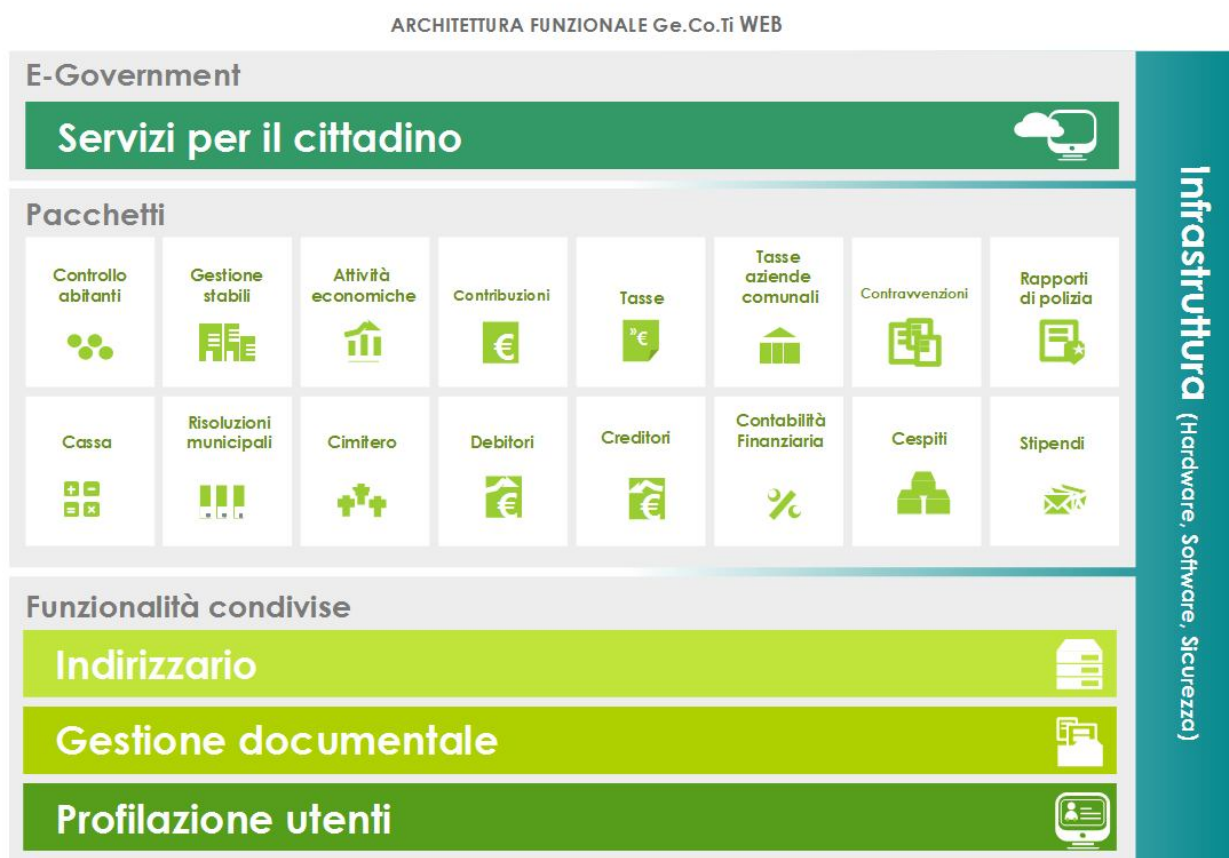 ARCHITETTURA FUNZIONALE Ge.Co.Ti WEB
E-Government
Servizi per il cittadino
Pacchetti
Controllo
abitanti
Gestione
stabili
Attività
economiche
Contribuzioni
€
Tasse
»€
Tasse
aziende
comunali
Contravvenzioni
Rapporti
di polizia
Cassa
Risoluzioni
municipali
Cimitero
Debitori
€
Creditori
€
Contabilità
Finanziaria
Cespiti
Stipendi
Funzionalità condivise
Indirizzario
Gestione documentale
Profilazione utenti
Infrastruttura (Hardware, Software, Sicurezza)